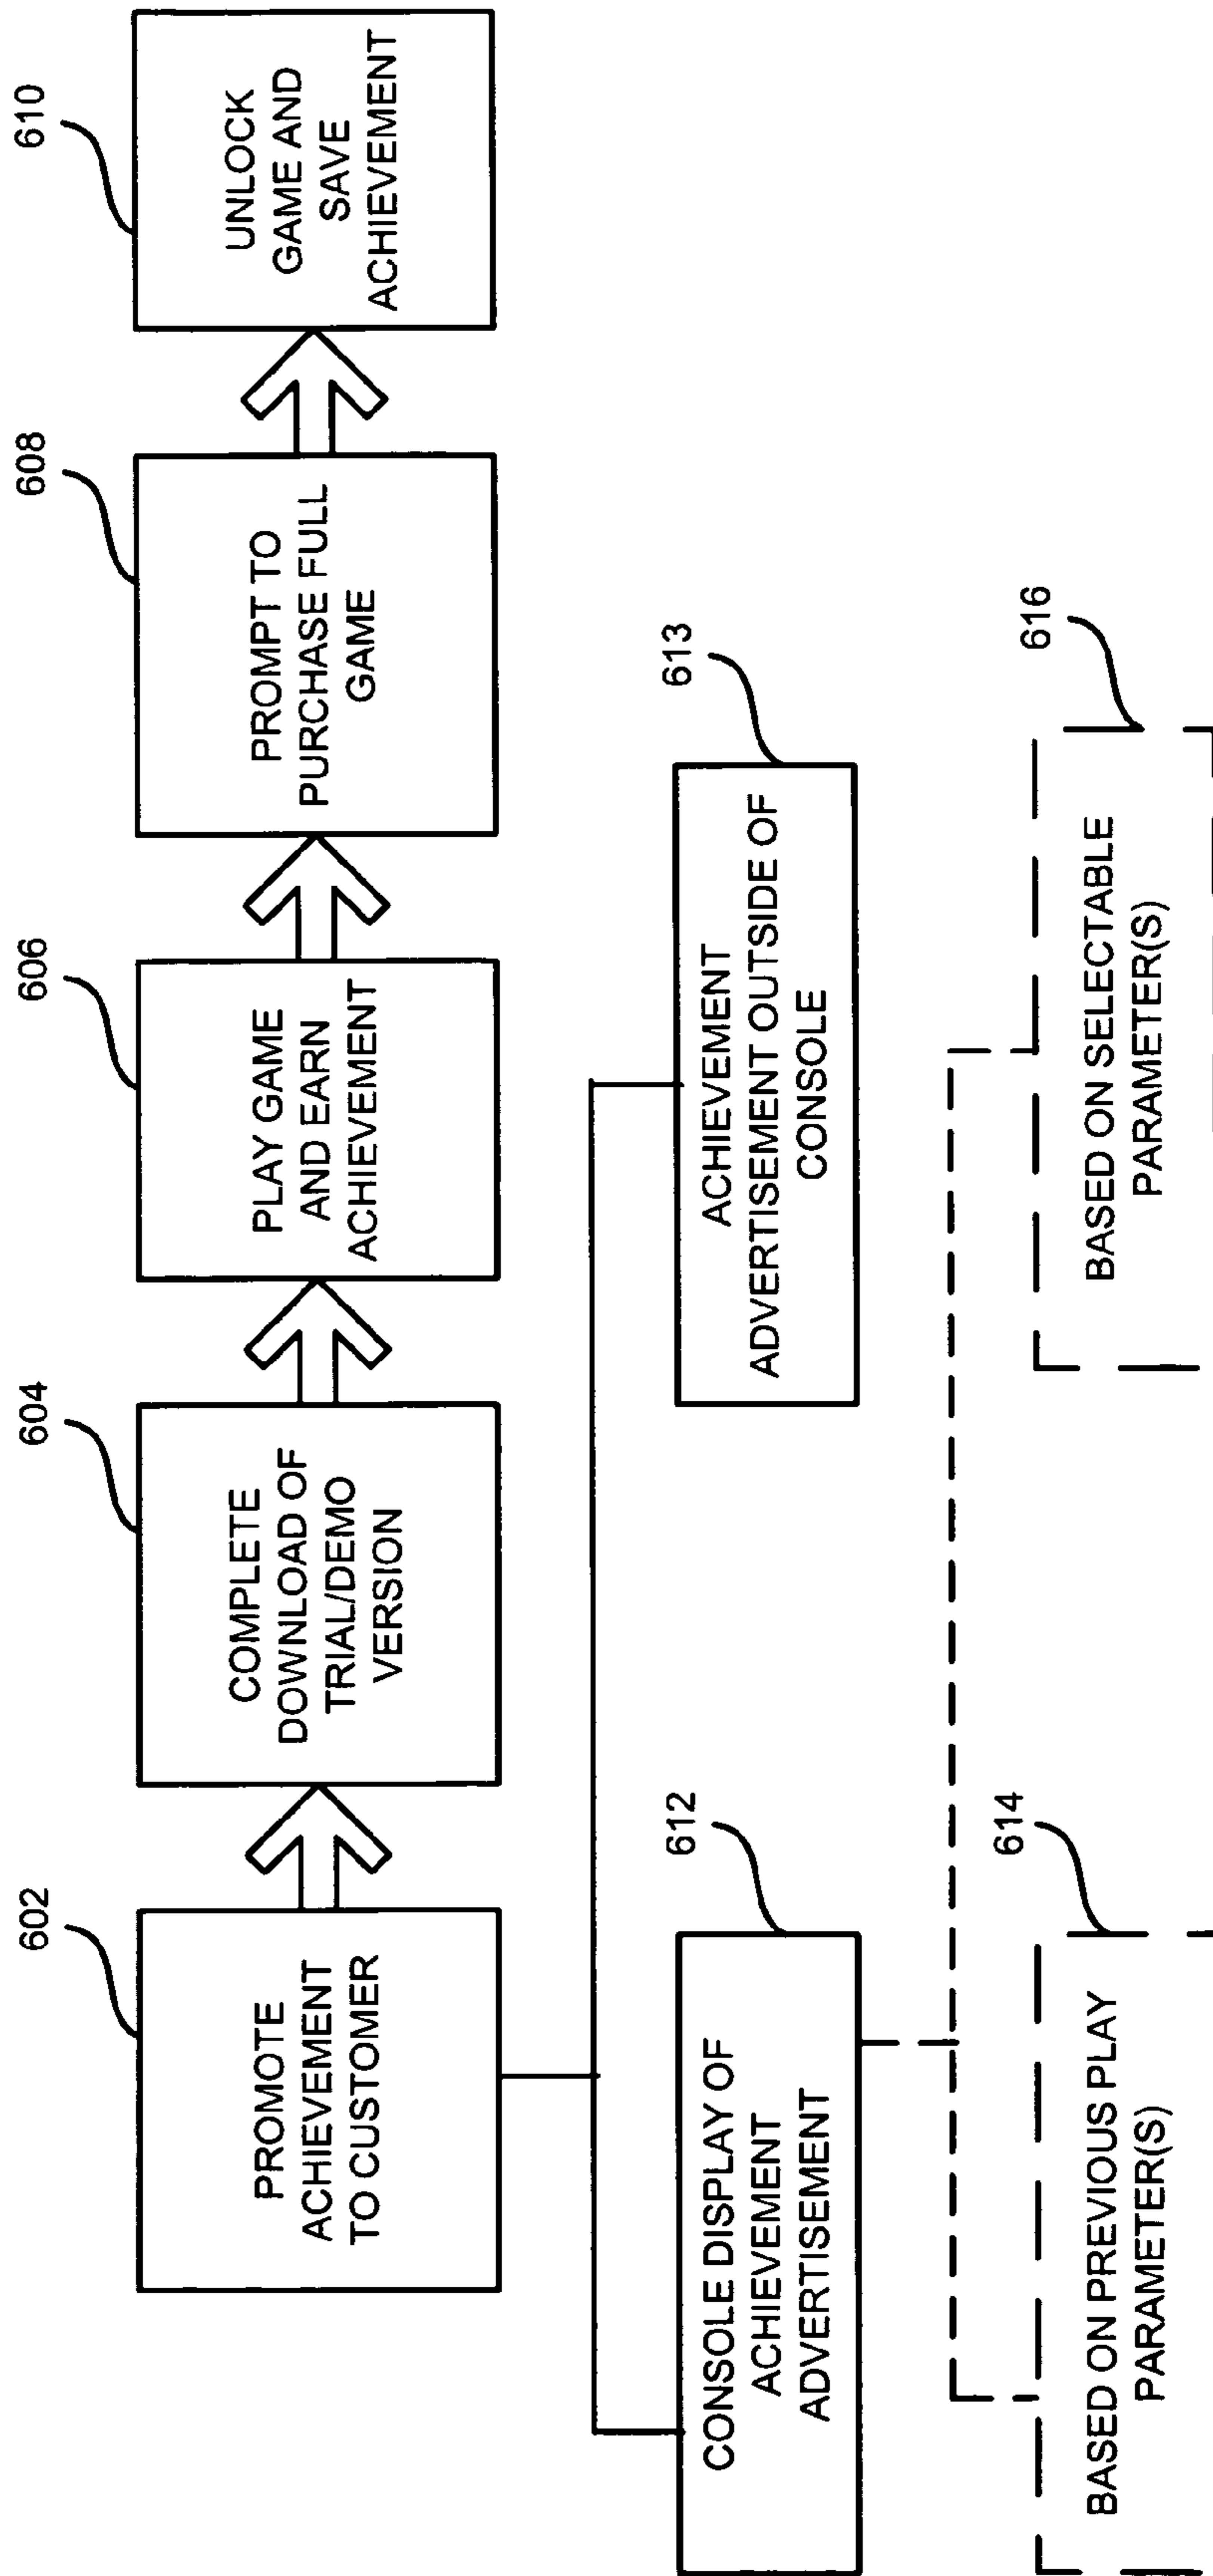 602
PROMOTE
ACHIEVEMENT
TO CUSTOMER
604
COMPLETE
DOWNLOAD OF
TRIAL/DEMO
VERSION
606
PLAY GAME
AND EARN
ACHIEVEMENT
608
PROMPT TO
PURCHASE FULL
GAME
610
UNLOCK
GAME AND
SAVE
ACHIEVEMENT
612
CONSOLE DISPLAY OF
ACHIEVEMENT
ADVERTISEMENT
613
ACHIEVEMENT
ADVERTISEMENT OUTSIDE OF
CONSOLE
614
BASED ON PREVIOUS PLAY
PARAMETER(S)
616
BASED ON SELECTABLE
PARAMETER(S)